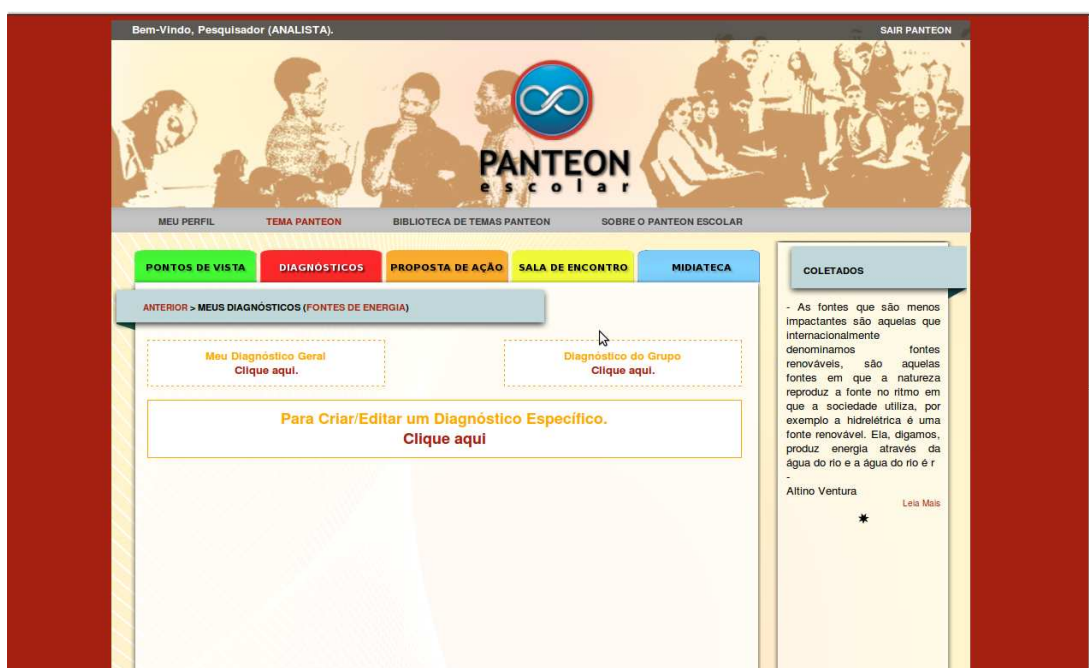 Bem-Vindo, Pesquisador (ANALISTA).
SAIR PANTEON
PANTEON
escolar
MEU PERFIL
TEMA PANTEON
BIBLIOTECA DE TEMAS PANTEON
SOBRE O PANTEON ESCOLAR
PONTOS DE VISTA
DIAGNÓSTICOS
PROPOSTA DE AÇÃO
SALA DE ENCONTRO
MIDIATECA
ANTERIOR > MEUS DIAGNÓSTICOS (FONTES DE ENERGIA)
Meu Diagnóstico Geral
Clique aqui.
Diagnóstico do Grupo
Clique aqui.
Para Criar/Editar um Diagnóstico Específico.
Clique aqui
COLETADOS
- As fontes que são menos
impactantes são aquelas que
internacionalmente
denominamos fontes
renováveis, são aquelas
fontes em que a natureza
reproduz a fonte no ritmo em
que a sociedade utiliza, por
exemplo a hidrelétrica é uma
fonte renovável. Ela, digamos,
produz energia através da
água do rio e a água do rio é r
-
Altino Ventura
Leia Mais